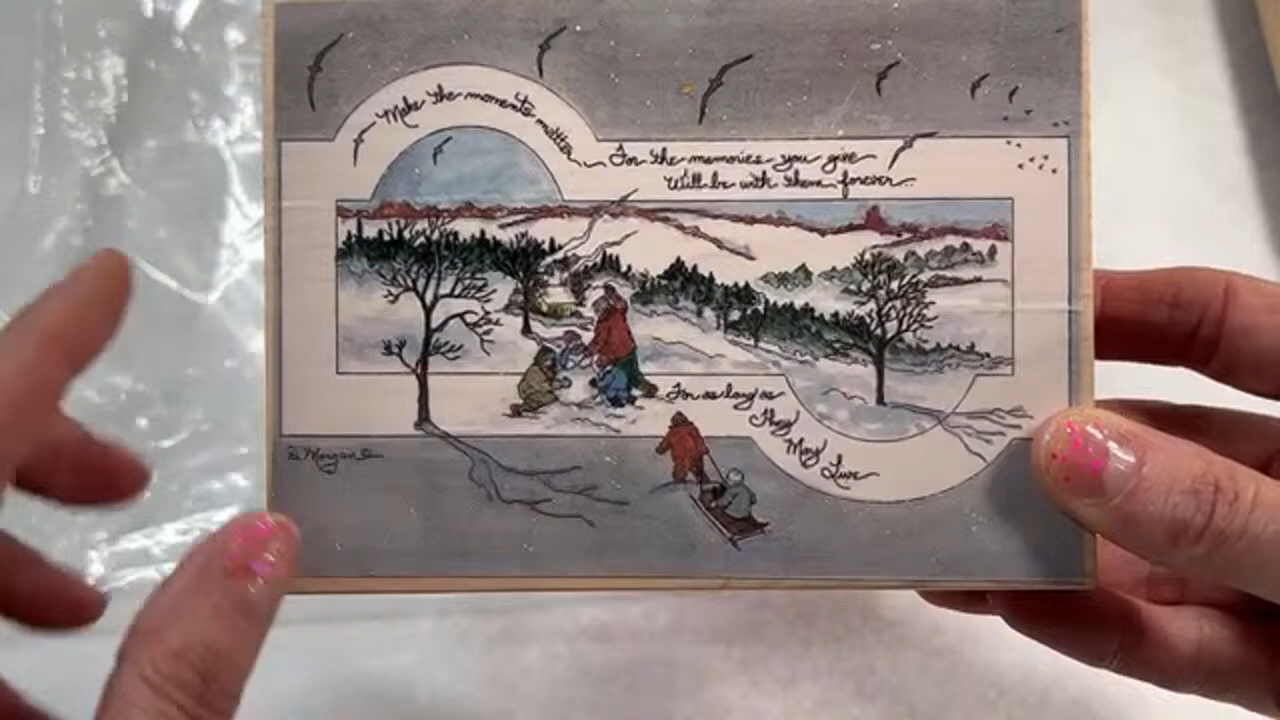 Make the moments matter...
For the memories you give
Will be with them forever...
For as long as
They
May
Live
Morgan